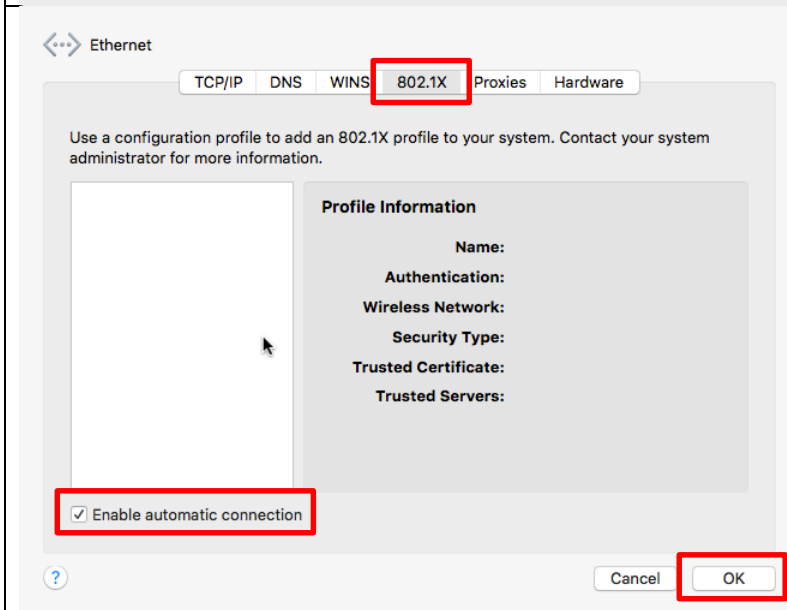 Ethernet
TCP/IP DNS WINS 802.1X Proxies Hardware
Use a configuration profile to add an 802.1X profile to your system. Contact your system
administrator for more information.
Profile Information
Name:
Authentication:
Wireless Network:
Security Type:
Trusted Certificate:
Trusted Servers:
Enable automatic connection
? Cancel OK